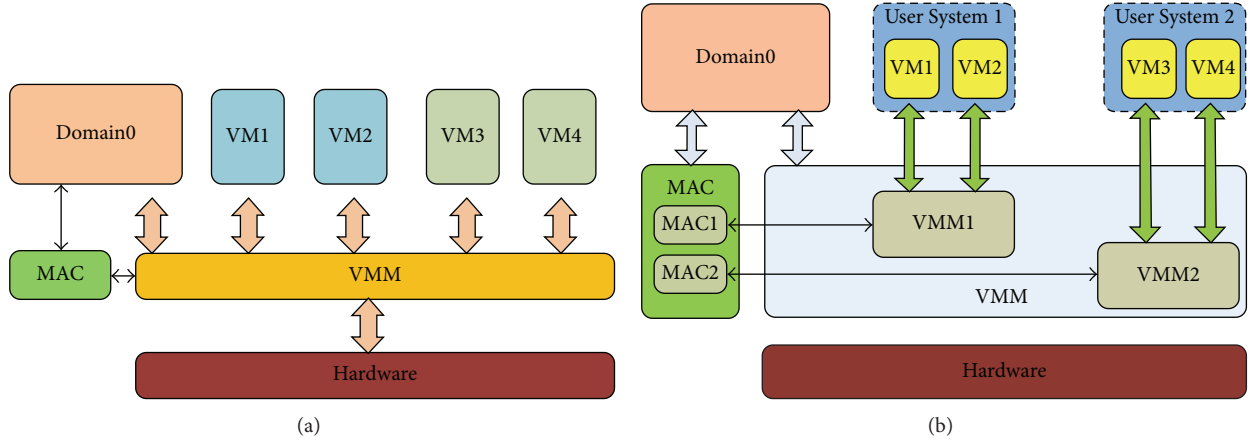 Domain0
VM1
VM2
VM3
VM4
MAC
VMM
Hardware
(a)
User System 1
User System 2
Domain0
VM1
VM2
VM3
VM4
MAC
MAC1
VMM1
MAC2
VMM2
VMM
Hardware
(b)